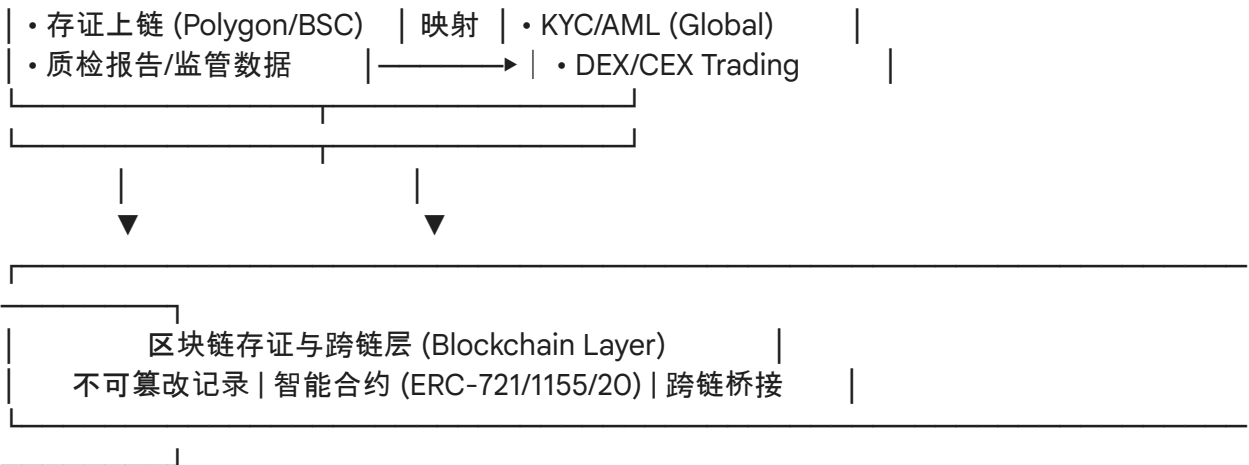 • 存证上链 (Polygon/BSC) │ 映射 │ • KYC/AML (Global)
• 质检报告/监管数据 │ • DEX/CEX Trading
区块链存证与跨链层 (Blockchain Layer)
不可篡改记录 | 智能合约 (ERC-721/1155/20) | 跨链桥接